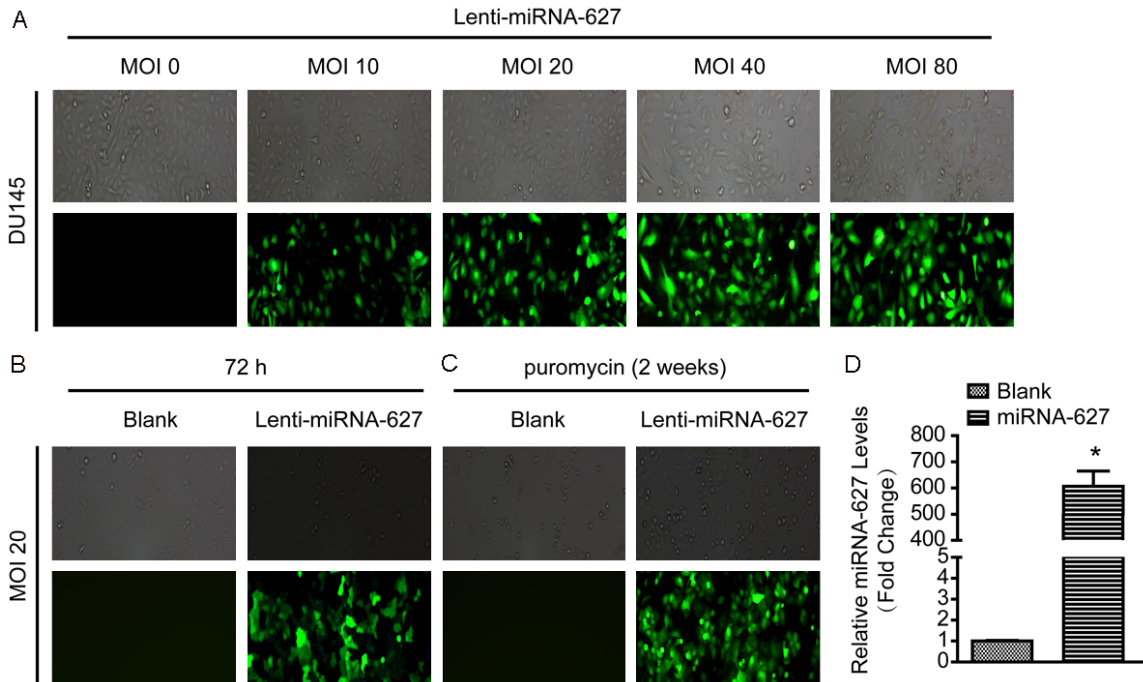 A
Lenti-miRNA-627
MOI 0 MOI 10 MOI 20 MOI 40 MOI 80
DU145
B
72 h
Blank Lenti-miRNA-627
MOI 20
C
puromycin (2 weeks)
Blank Lenti-miRNA-627
D
Blank
miRNA-627
Relative miRNA-627 Levels
(Fold Change)
800
700
600
500
400
5
4
3
2
1
0
*